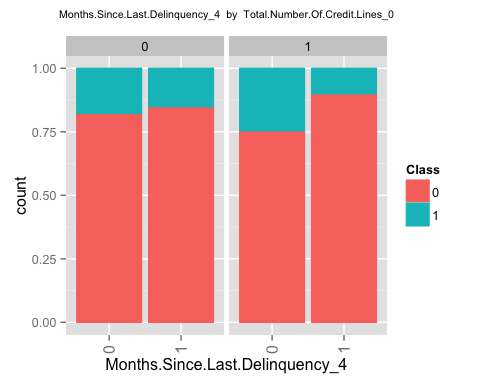 Months.Since.Last.Delinquency_4 by Total.Number.Of.Credit.Lines_0
0 1
1.00
0.75
0.50
0.25
0.00
count
0 1 0 1
Months.Since.Last.Delinquency_4
Class
0
1